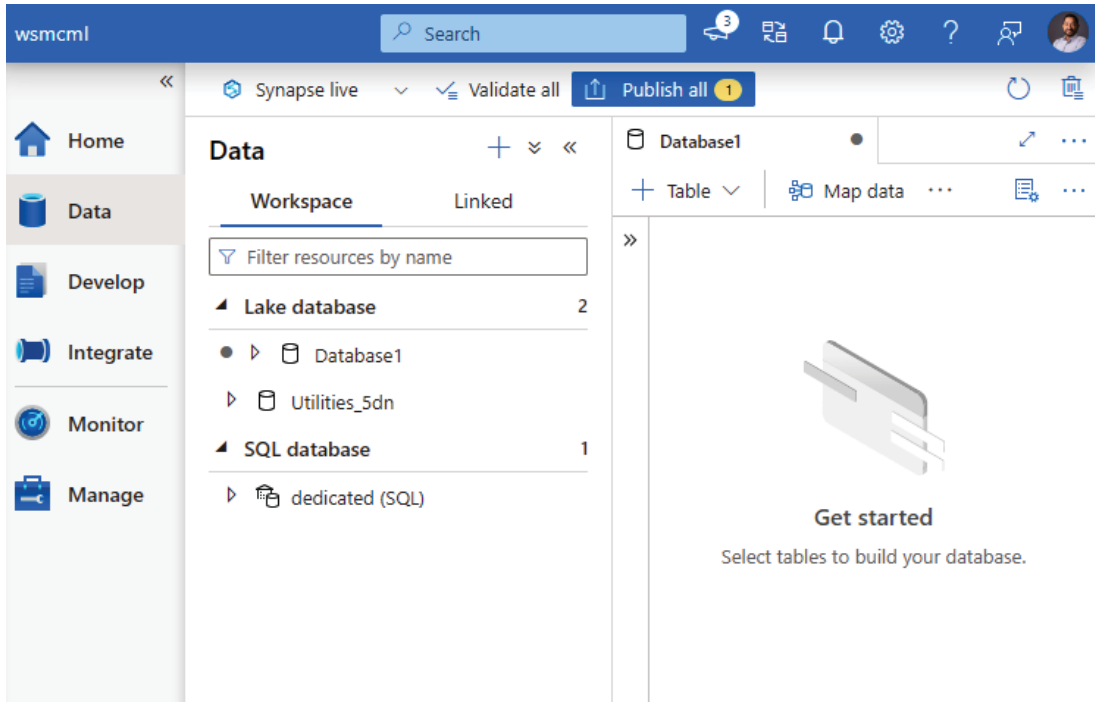 wsmcml
Search
3
?
Synapse live
Validate all
Publish all 1
Home
Data
Develop
Integrate
Monitor
Manage
Data
Workspace
Linked
Filter resources by name
Lake database 2
Database1
Utilities_5dn
SQL database 1
dedicated (SQL)
Database1
Table
Map data
Get started
Select tables to build your database.